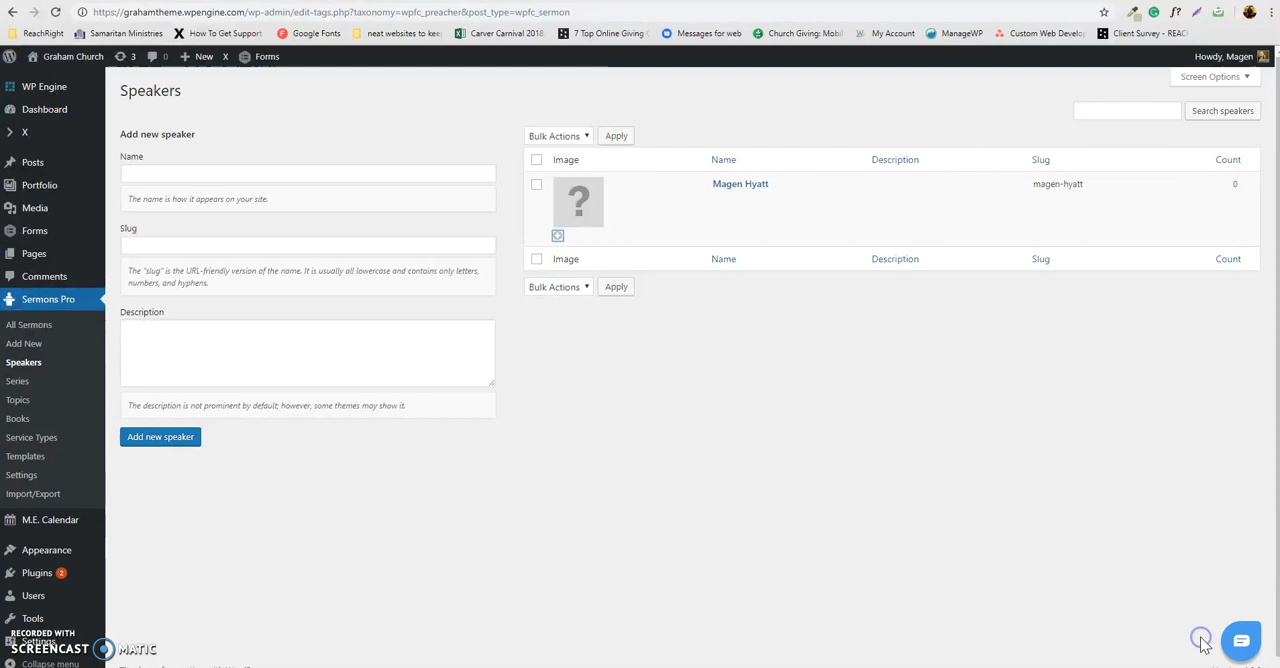 https://grahamtheme.wpengine.com/wp-admin/edit-tags.php?taxonomy=wpfc_preacher&post_type=wpfc_sermon
ReachRight Samaritan Ministries How To Get Support Google Fonts neat websites to keep Carver Carnival 2018 7 Top Online Giving Messages for web Church Giving: Mobil My Account ManageWP Custom Web Develo Client Survey - REAC
Graham Church 3 0 New X Forms Howdy, Magen
Screen Options
WP Engine
Dashboard
X
Posts
Portfolio
Media
Forms
Pages
Comments
Sermons Pro
All Sermons
Add New
Speakers
Series
Topics
Books
Service Types
Templates
Settings
Import/Export
M.E. Calendar
Appearance
Plugins 2
Users
Tools
Settings
Collapse menu
Speakers
Add new speaker
Name
The name is how it appears on your site.
Slug
The "slug" is the URL-friendly version of the name. It is usually all lowercase and contains only letters,
numbers, and hyphens.
Description
The description is not prominent by default; however, some themes may show it.
Add new speaker
Search speakers
Bulk Actions Apply
Image Name Description Slug Count
? Magen Hyatt magen-hyatt 0
Image Name Description Slug Count
Bulk Actions Apply
RECORDED WITH
SCREENCAST MATIC